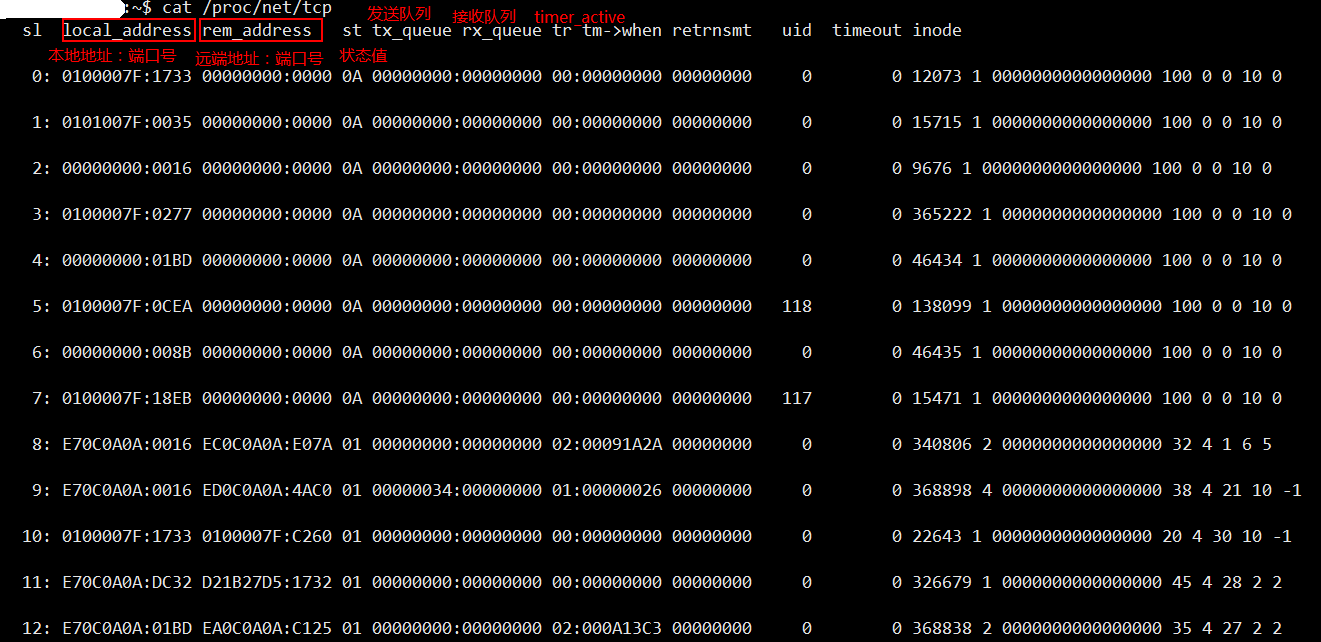 :~$ cat /proc/net/tcp
发送队列 接收队列 timer_active
sl local_address rem_address st tx_queue rx_queue tr tm->when retrnsmt uid timeout inode
本地地址：端口号 远端地址：端口号 状态值
0: 0100007F:1733 00000000:0000 0A 00000000:00000000 00:00000000 00000000 0 0 12073 1 0000000000000000 100 0 0 10 0
1: 0101007F:0035 00000000:0000 0A 00000000:00000000 00:00000000 00000000 0 0 15715 1 0000000000000000 100 0 0 10 0
2: 00000000:0016 00000000:0000 0A 00000000:00000000 00:00000000 00000000 0 0 9676 1 0000000000000000 100 0 0 10 0
3: 0100007F:0277 00000000:0000 0A 00000000:00000000 00:00000000 00000000 0 0 365222 1 0000000000000000 100 0 0 10 0
4: 00000000:01BD 00000000:0000 0A 00000000:00000000 00:00000000 00000000 0 0 46434 1 0000000000000000 100 0 0 10 0
5: 0100007F:0CEA 00000000:0000 0A 00000000:00000000 00:00000000 00000000 118 0 138099 1 0000000000000000 100 0 0 10 0
6: 00000000:008B 00000000:0000 0A 00000000:00000000 00:00000000 00000000 0 0 46435 1 0000000000000000 100 0 0 10 0
7: 0100007F:18EB 00000000:0000 0A 00000000:00000000 00:00000000 00000000 117 0 15471 1 0000000000000000 100 0 0 10 0
8: E70C0A0A:0016 EC0C0A0A:E07A 01 00000000:00000000 02:00091A2A 00000000 0 0 340806 2 0000000000000000 32 4 1 6 5
9: E70C0A0A:0016 ED0C0A0A:4AC0 01 00000034:00000000 01:00000026 00000000 0 0 368898 4 0000000000000000 38 4 21 10 -1
10: 0100007F:1733 0100007F:C260 01 00000000:00000000 00:00000000 00000000 0 0 22643 1 0000000000000000 20 4 30 10 -1
11: E70C0A0A:DC32 D21B27D5:1732 01 00000000:00000000 00:00000000 00000000 0 0 326679 1 0000000000000000 45 4 28 2 2
12: E70C0A0A:01BD EA0C0A0A:C125 01 00000000:00000000 02:000A13C3 00000000 0 0 368838 2 0000000000000000 35 4 27 2 2